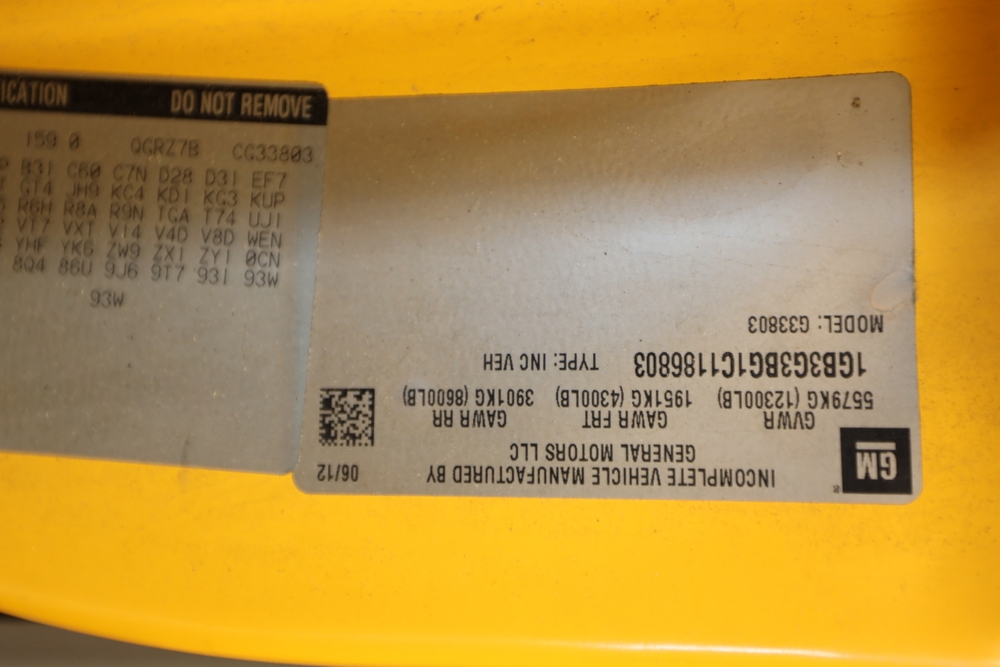 ICATION DO NOT REMOVE
159 0 QGRZ7B CG33803
P B31 C60 C7N D28 D31 EF7
GT4 JH9 KC4 KD1 KG3 KUP
R6H R8A R9N TGA T74 UJ1
VT7 VXT V14 V4D V8D WEN
YHF YK6 ZW9 ZX1 ZY1 0CN
8Q4 86U 9J6 9T7 931 93W
93W
GM
INCOMPLETE VEHICLE MANUFACTURED BY 06/12
GENERAL MOTORS LLC
GVWR GAWR FRT GAWR RR
5579KG (12300LB) 1951KG (4300LB) 3901KG (8600LB)
1GB3G3BG1C1186803 TYPE: INC VEH
MODEL: G33803